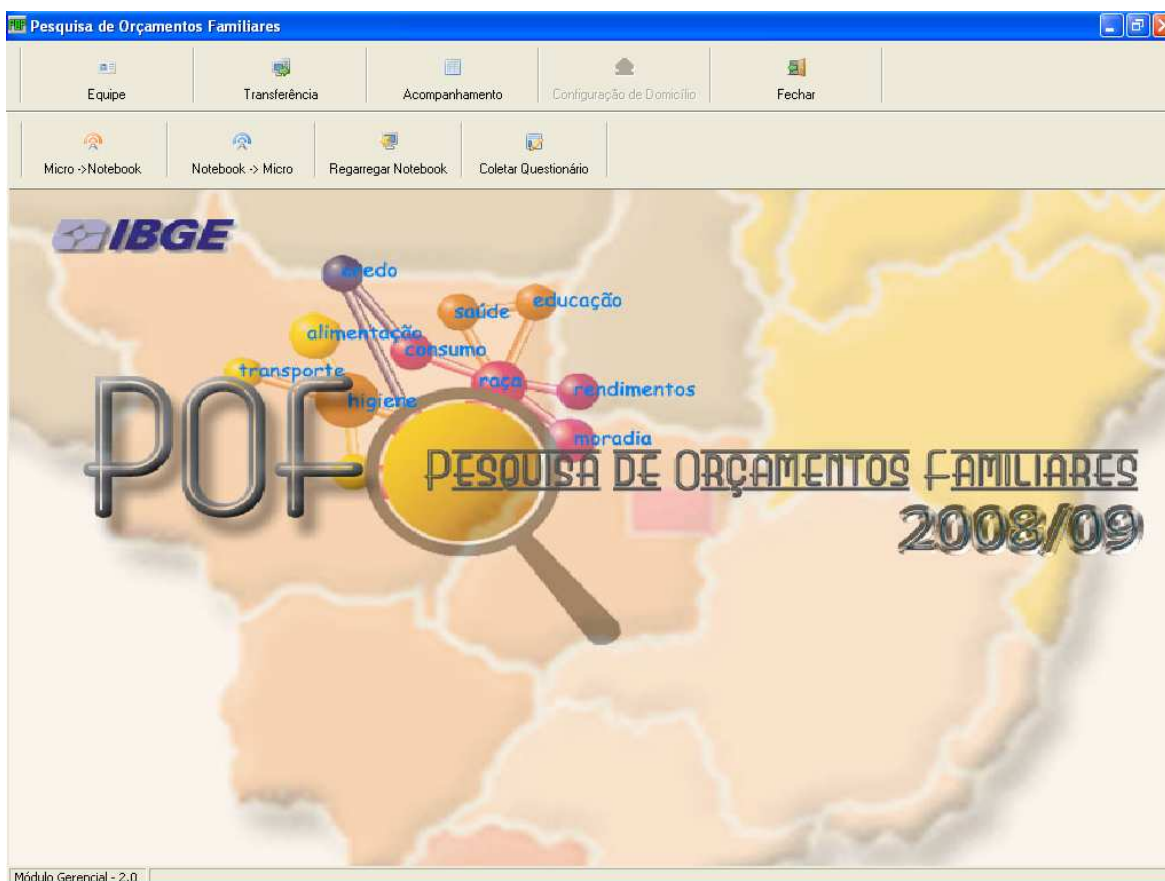 Pesquisa de Orçamentos Familiares
Equipe Transferência Acompanhamento Configuração de Domicílio Fechar
Micro ->Notebook Notebook -> Micro Regarregar Notebook Coletar Questionário
IBGE
credo
educação
saúde
alimentação
consumo
transporte
raça
rendimentos
higiene
moradia
POF
PESQUISA DE ORÇAMENTOS FAMILIARES
2008/09
Módulo Gerencial - 2.0